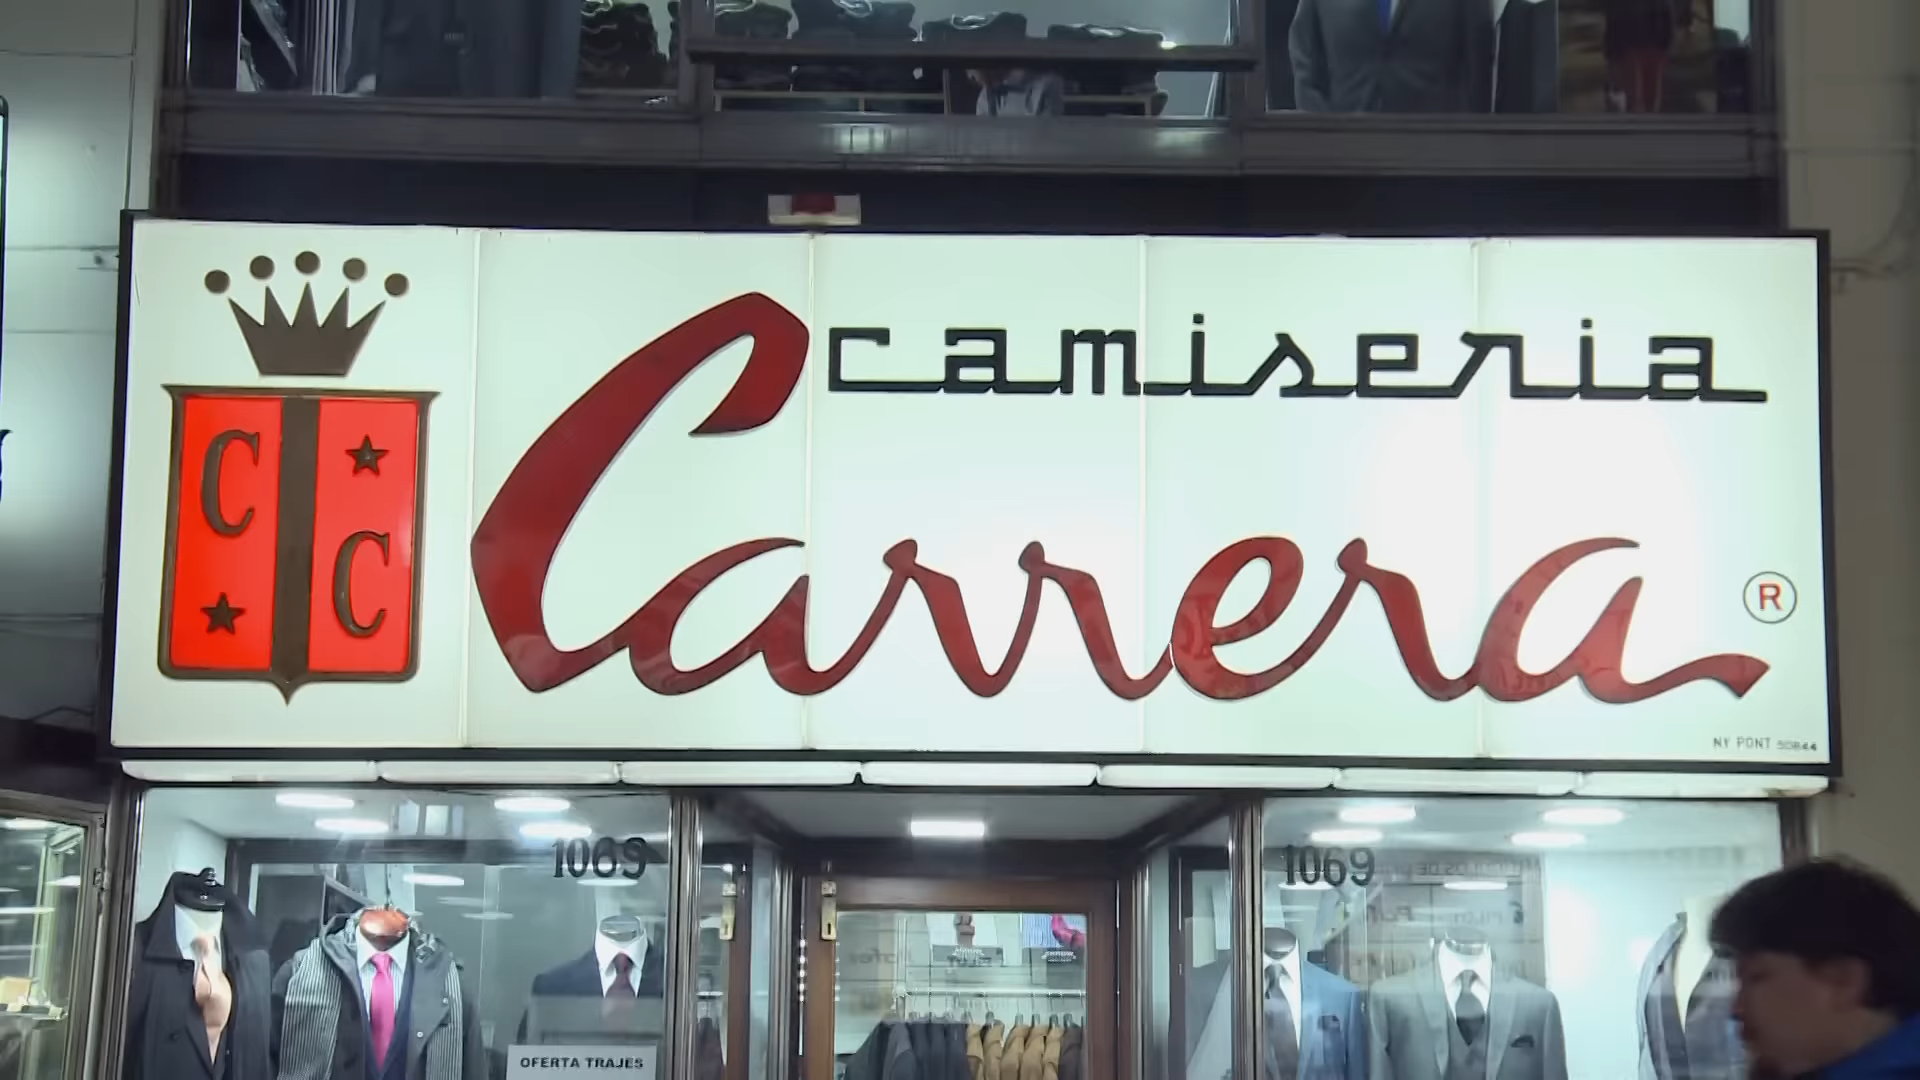 camiseria
Carrera
C
C
R
NY PONT 50844
1069
1069
OFERTA TRAJES